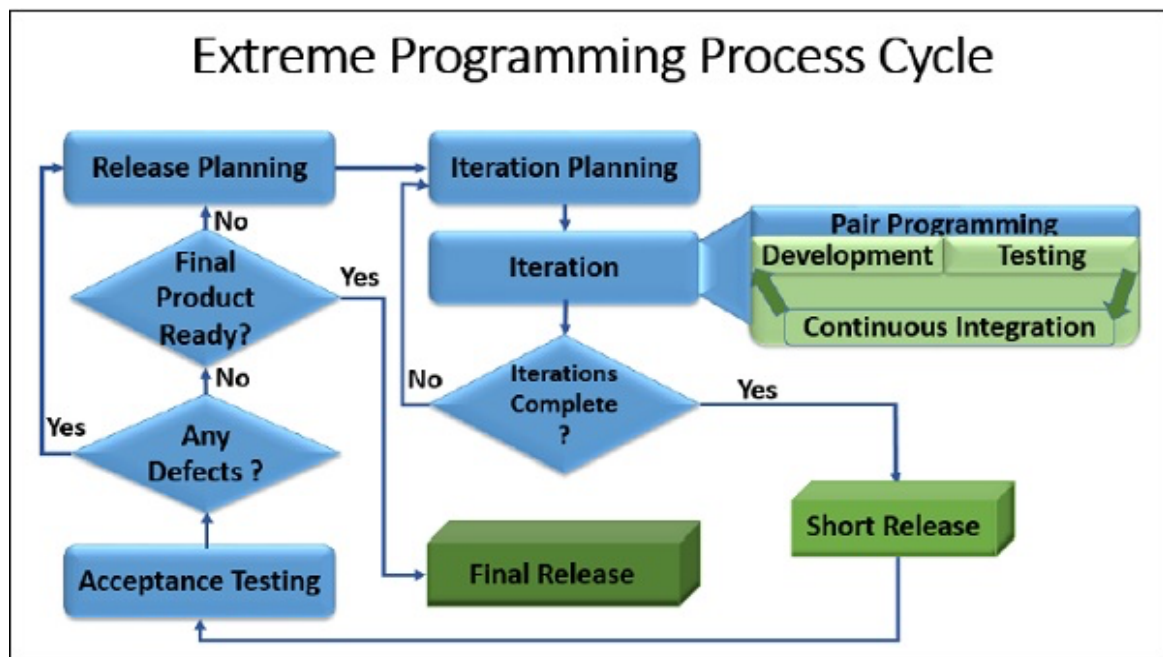 Extreme Programming Process Cycle
Release Planning
Iteration Planning
No
Pair Programming
Development
Testing
Final
Product
Ready?
Yes
Iteration
Continuous Integration
No
No
Iterations
Complete
?
Yes
Yes
Any
Defects ?
Short Release
Acceptance Testing
Final Release